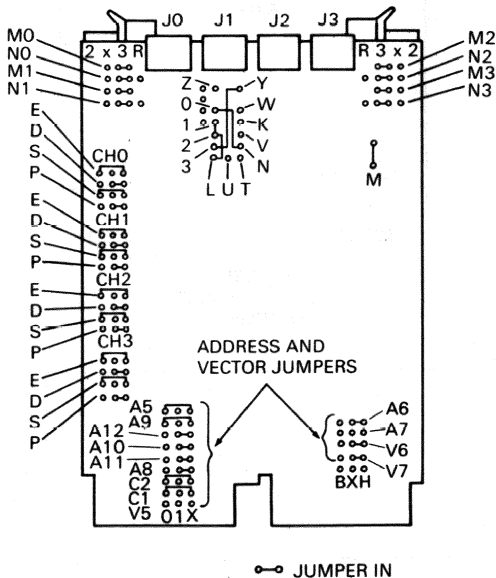 J0 J1 J2 J3
M0 2 x 3 R R 3 x 2 M2
N0 N2
M1 M3
N1 N3
Z Y
0 W
1 K
2 V
3 N
L U T
M
E
D
S
P
CH0
E
D
S
P
CH1
E
D
S
P
CH2
E
D
S
P
CH3
ADDRESS AND
VECTOR JUMPERS
A5
A9
A12
A10
A11
A8
C2
C1
V5 01X
A6
A7
V6
V7
BXH
JUMPER IN